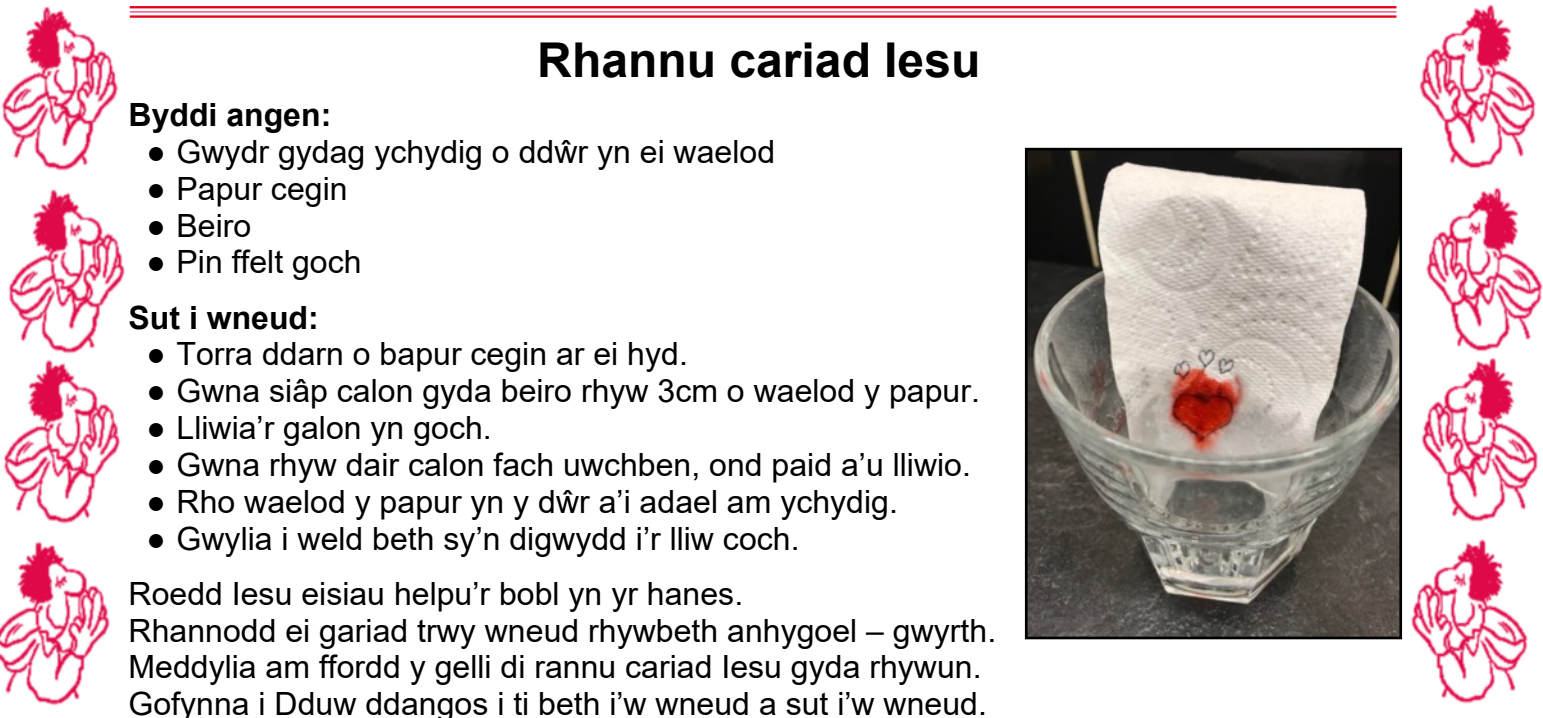 Rhannu cariad Iesu
Byddi angen:
● Gwydr gydag ychydig o ddŵr yn ei waelod
● Papur cegin
● Beiro
● Pin ffelt goch
Sut i wneud:
● Torra ddarn o bapur cegin ar ei hyd.
● Gwna siâp calon gyda beiro rhyw 3cm o waelod y papur.
● Lliwia’r galon yn goch.
● Gwna rhyw dair calon fach uwchben, ond paid a’u lliwio.
● Rho waelod y papur yn y dŵr a’i adael am ychydig.
● Gwylia i weld beth sy’n digwydd i’r lliw coch.
Roedd Iesu eisiau helpu’r bobl yn yr hanes.
Rhannodd ei gariad trwy wneud rhywbeth anhygoel – gwyrth.
Meddylia am ffordd y gelli di rannu cariad Iesu gyda rhywun.
Gofynna i Dduw ddangos i ti beth i’w wneud a sut i’w wneud.